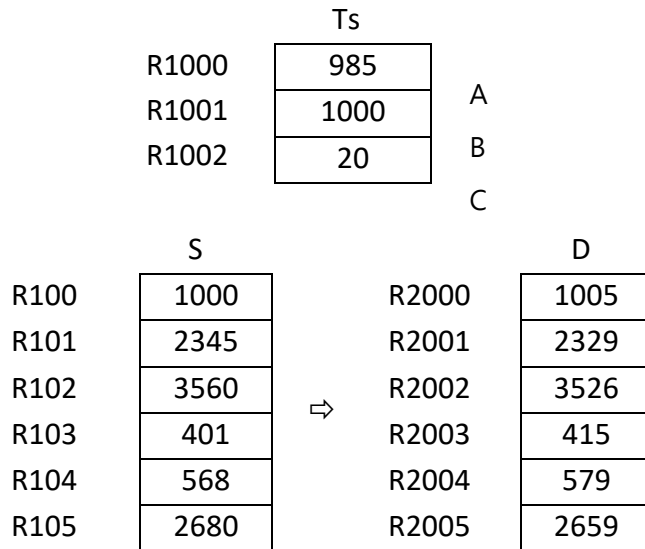 Ts
R1000 985
A
R1001 1000
B
R1002 20
C
S D
R100 1000 R2000 1005
R101 2345 R2001 2329
R102 3560 R2002 3526
⇨
R103 401 R2003 415
R104 568 R2004 579
R105 2680 R2005 2659